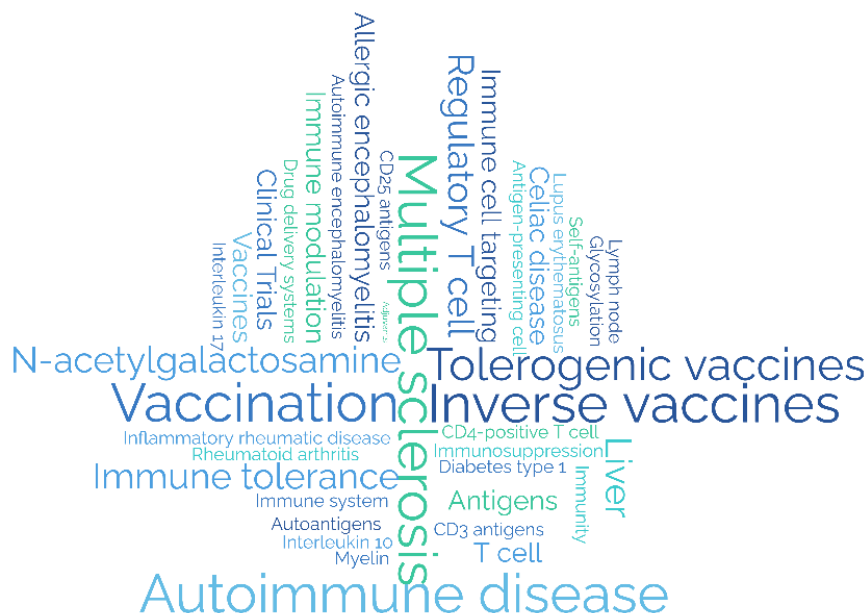 Allergic encephalomyelitis.
Autoimmune encephalomyelitis
Immune modulation
CD25 antigens
Drug delivery systems
Clinical Trials
Vaccines
Interleukin 17
Multiple sclerosis
Regulatory T cell
Immune cell targeting
Antigen-presenting cell
Celiac disease
Lupus erythematosus
Self-antigens
Glycosylation
Lymph node
N-acetylgalactosamine
Tolerogenic vaccines
Vaccination
Inverse vaccines
Inflammatory rheumatic disease
CD4-positive T cell
Rheumatoid arthritis
Immunosuppression
Immune tolerance
Diabetes type 1
Liver
Immunity
Immune system
Antigens
Autoantigens
CD3 antigens
Interleukin 10
T cell
Myelin
Autoimmune disease